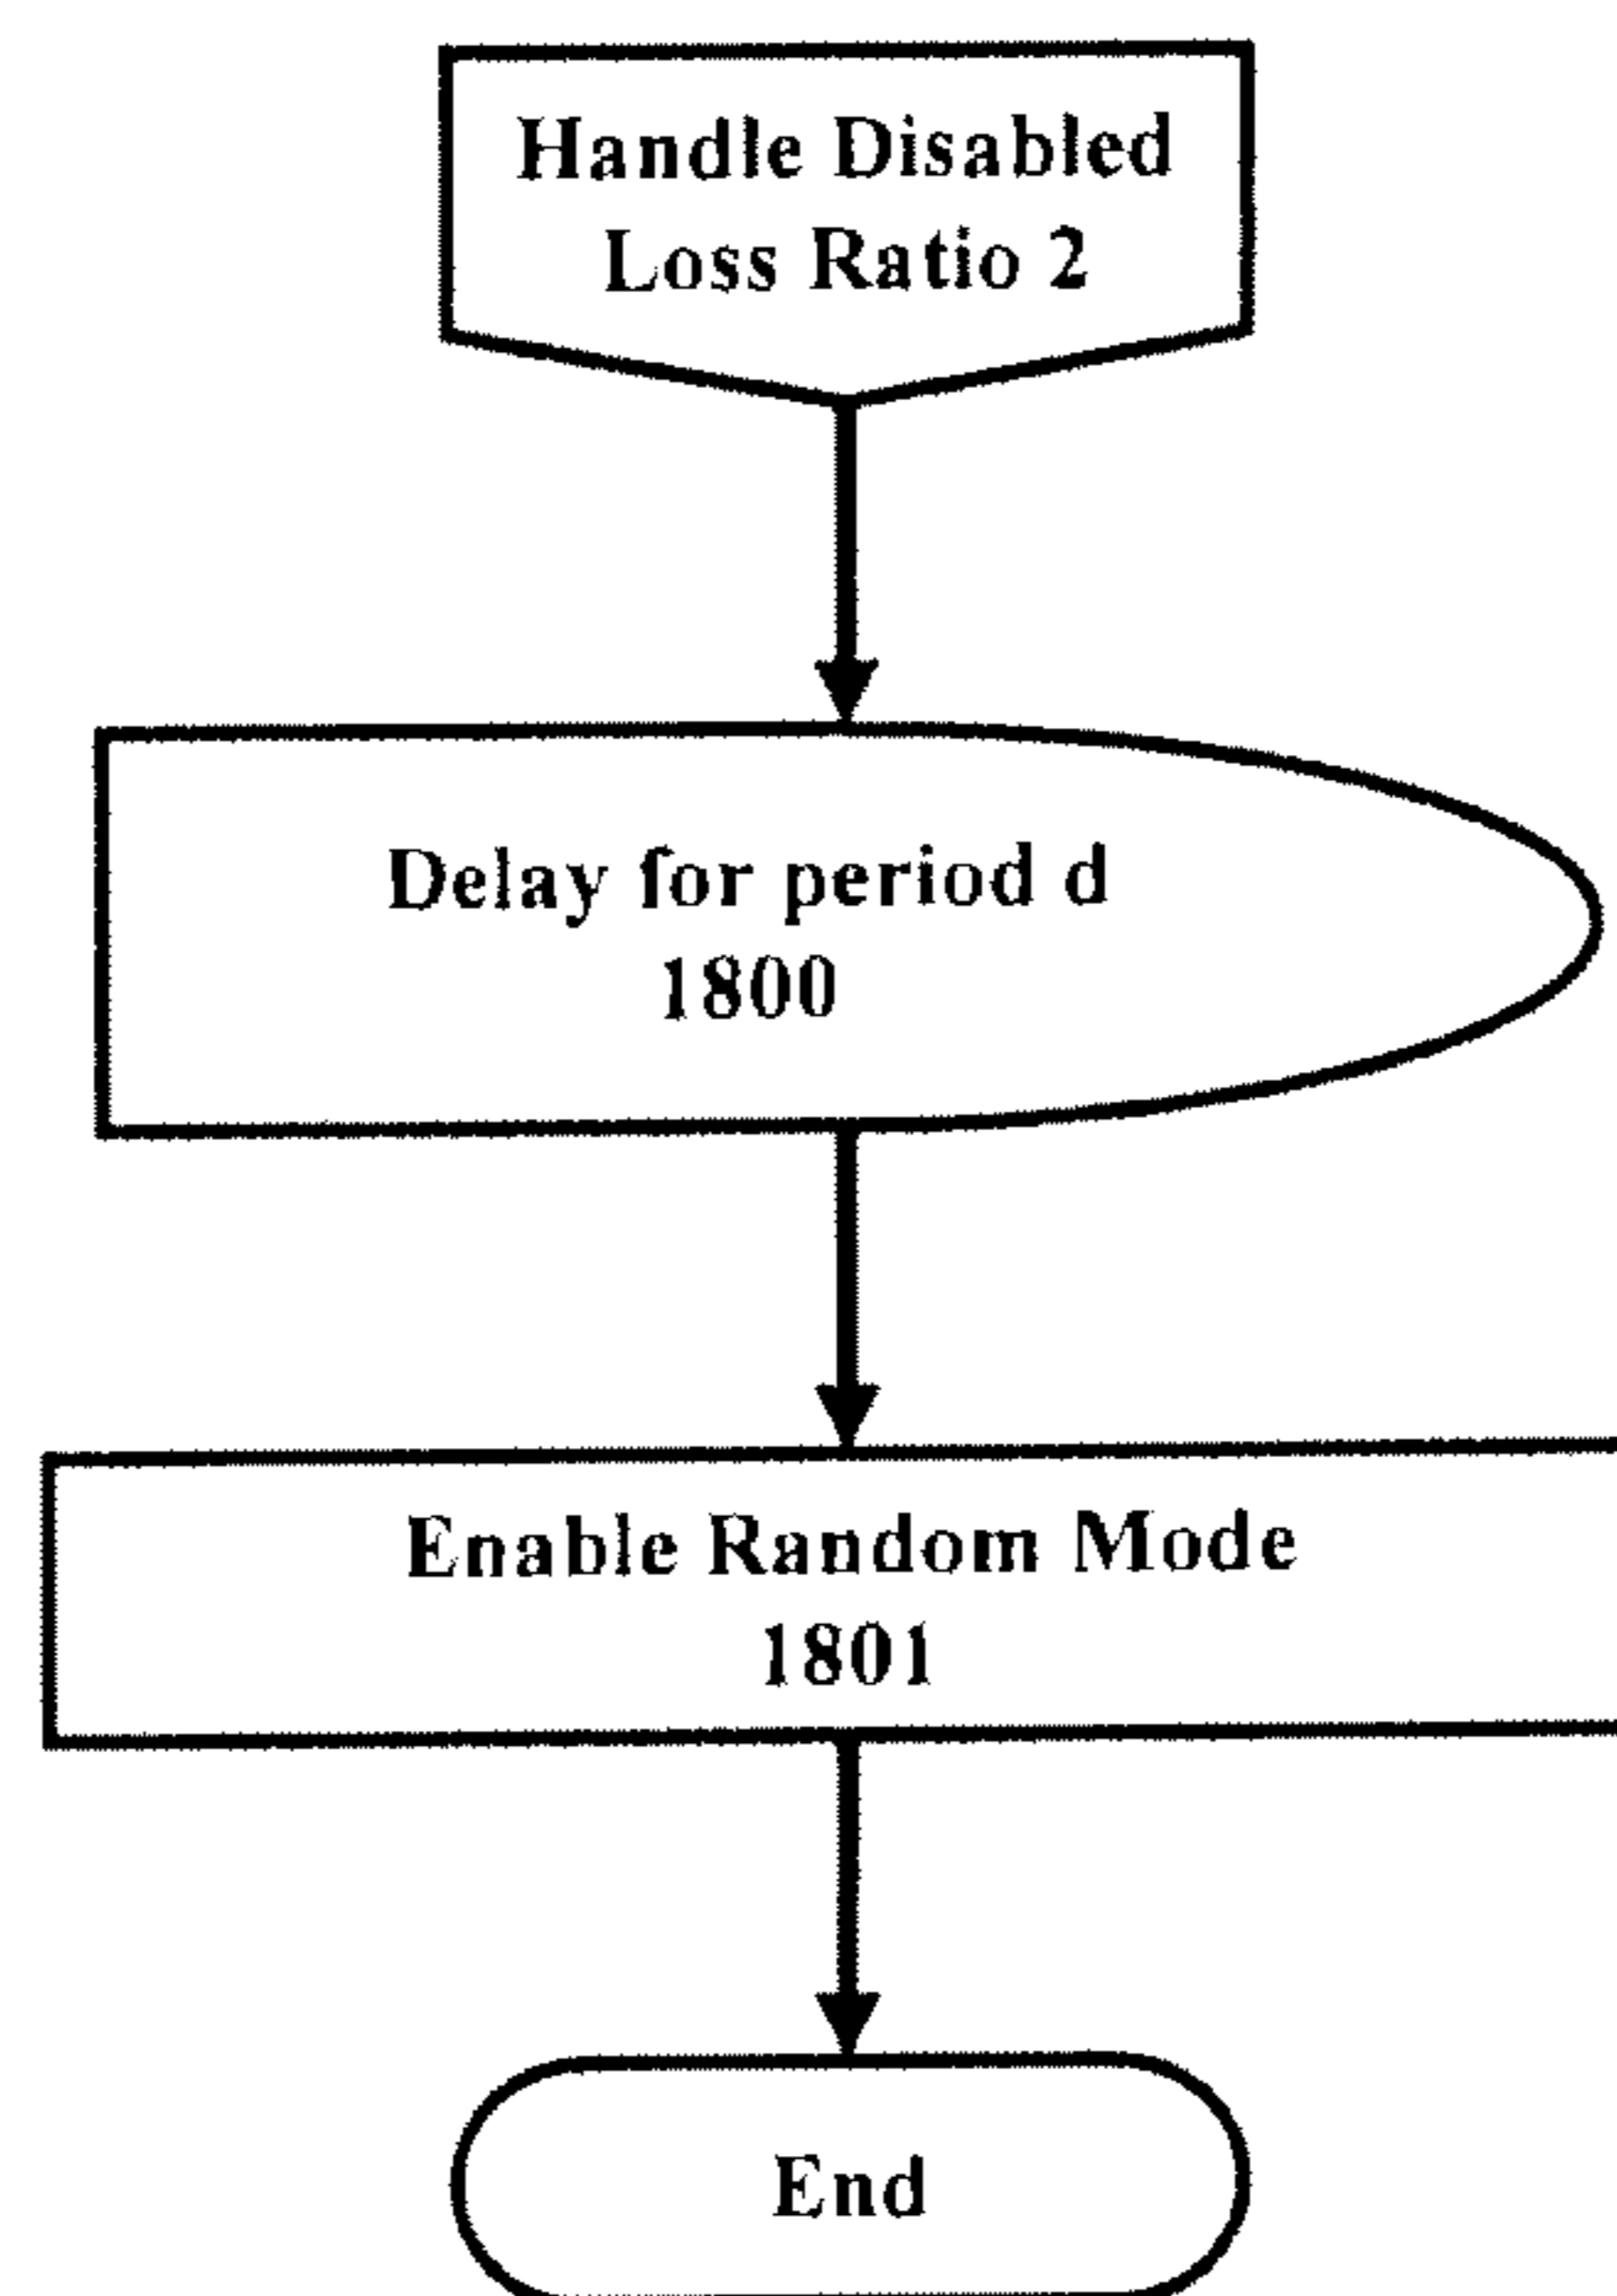 Handle Disabled
Loss Ratio 2
Delay for period d
1800
Enable Random Mode
1801
End